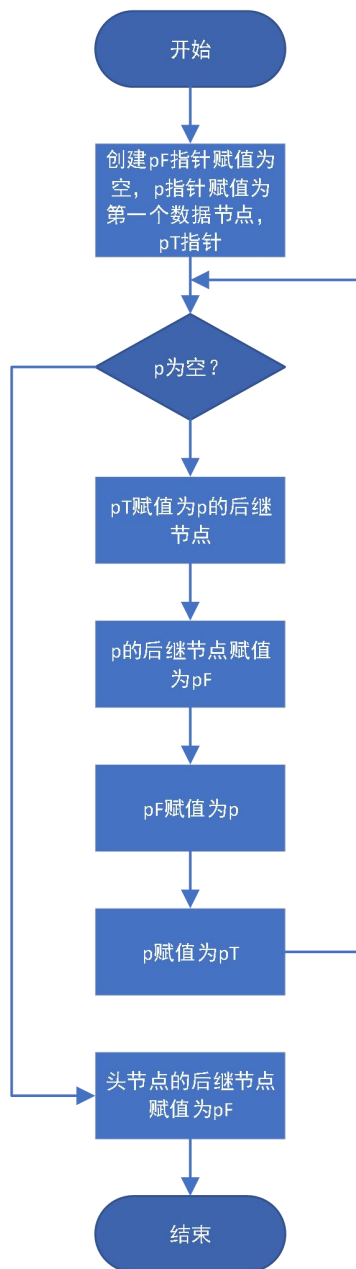 开始
创建pF指针赋值为
空，p指针赋值为
第一个数据节点，
pT指针
p为空？
pT赋值为p的后继
节点
p的后继节点赋值
为pF
pF赋值为p
p赋值为pT
头节点的后继节点
赋值为pF
结束